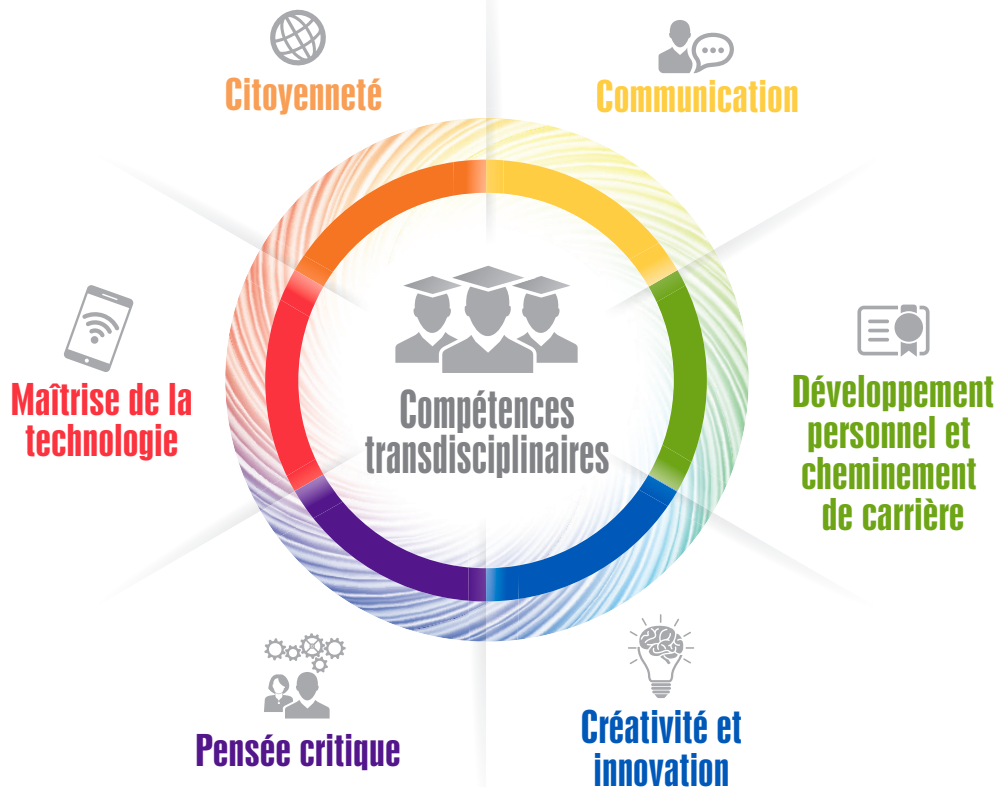 Citoyenneté
Communication
Maîtrise de la
technologie
Compétences
transdisciplinaires
Développement
personnel et
cheminement
de carrière
Pensée critique
Créativité et
innovation